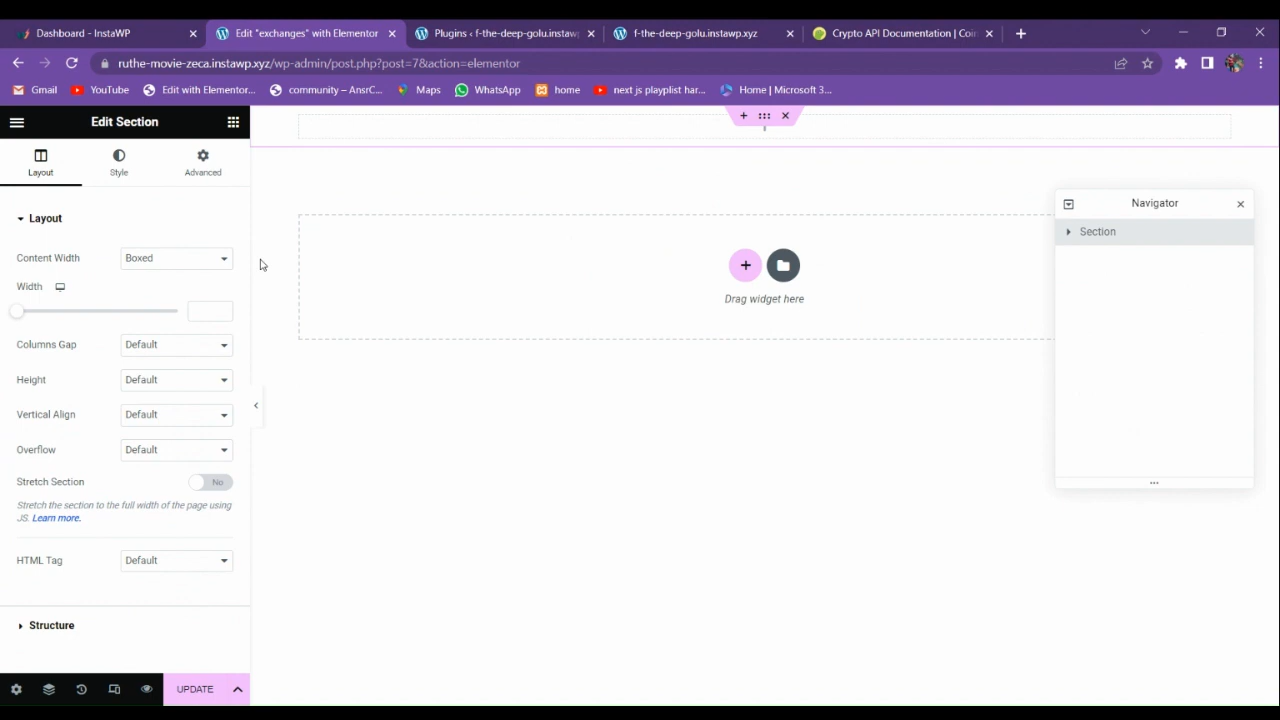 Dashboard - InstaWP
Edit "exchanges" with Elementor
Plugins ‹ f-the-deep-golu.instawp
f-the-deep-golu.instawp.xyz
Crypto API Documentation | Coin
ruthe-movie-zeca.instawp.xyz/wp-admin/post.php?post=7&action=elementor
Gmail
YouTube
Edit with Elementor...
community – AnsrC...
Maps
WhatsApp
home
next js playlist har...
Home | Microsoft 3...
Edit Section
Layout
Style
Advanced
Layout
Content Width
Boxed
Width
Columns Gap
Default
Height
Default
Vertical Align
Default
Overflow
Default
Stretch Section
No
Stretch the section to the full width of the page using
JS. Learn more.
HTML Tag
Default
Structure
UPDATE
Drag widget here
Navigator
Section